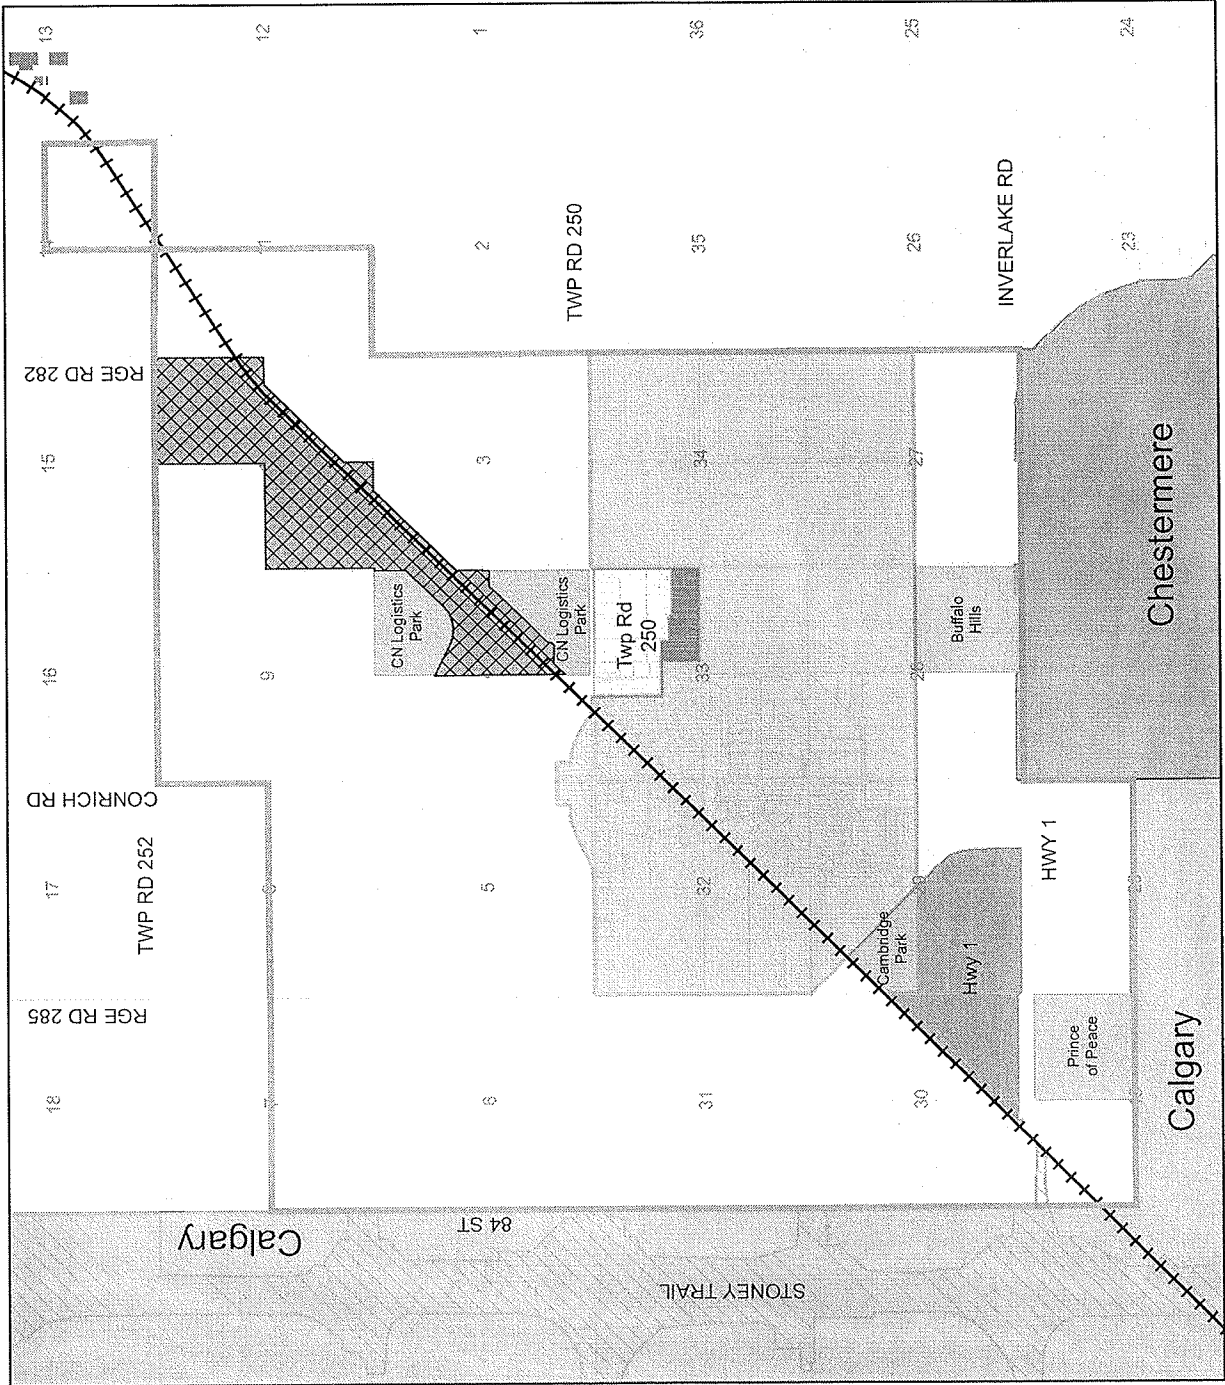 13
12
1
36
25
24
2
35
26
23
TWP RD 250
INVERLAKE RD
RGE RD 282
15
3
34
27
Chestermere
CN Logistics
Park
CN Logistics
Park
Twp Rd
250
Buffalo
Hills
16
9
33
28
CONRICH RD
TWP RD 252
17
5
32
HWY 1
Cambridge
Park
Hwy 1
RGE RD 285
Prince
of Peace
18
6
31
30
Calgary
Calgary
84 ST
STONEY TRAIL